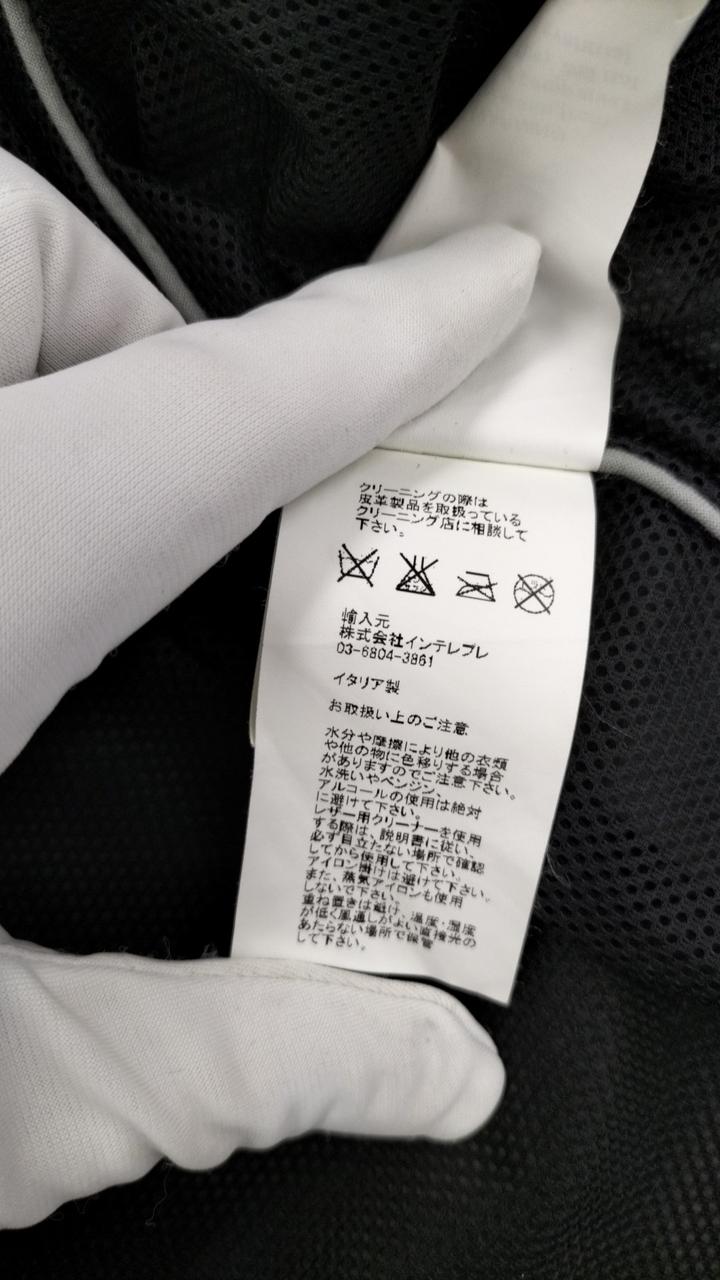 クリーニングの際は
皮革製品を取扱っている
クリーニング店に相談して
下さい。
輸入元
株式会社インテレプレ
03-6804-3861
イタリア製
お取扱い上のご注意
水分や摩擦により他の衣類
や他の物に色移りする場合
がありますのでご注意下さい。
水洗いやベンジン、
アルコールの使用は絶対
に避けて下さい。
レザー用クリーナーを使用
する際は、説明書に従い、
必ず目立たない場所で確認
してから使用して下さい。
アイロン掛けは避けて下さい。
また、蒸気アイロンも使用
しないで下さい。
重ね置きは避け、温度・湿度
が低く風通しがよい直接光の
あたらない場所で保管
して下さい。